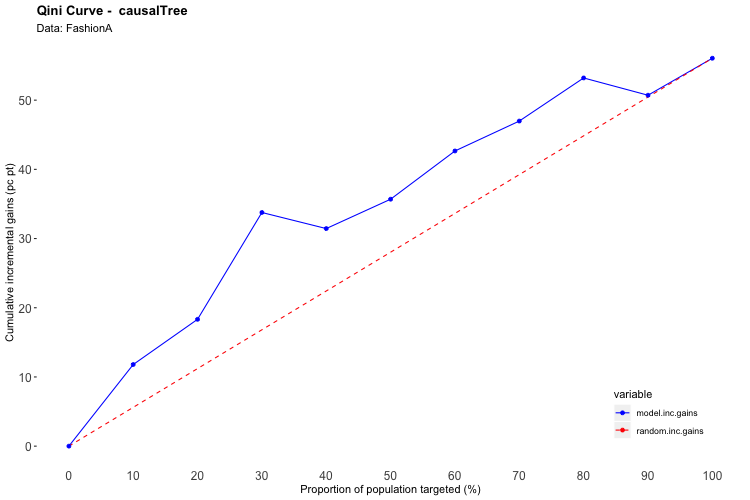 Qini Curve -  causalTree
Data: FashionA
Cumulative incremental gains (pc pt)
50
40
30
20
10
0
variable
model.inc.gains
random.inc.gains
0 10 20 30 40 50 60 70 80 90 100
Proportion of population targeted (%)